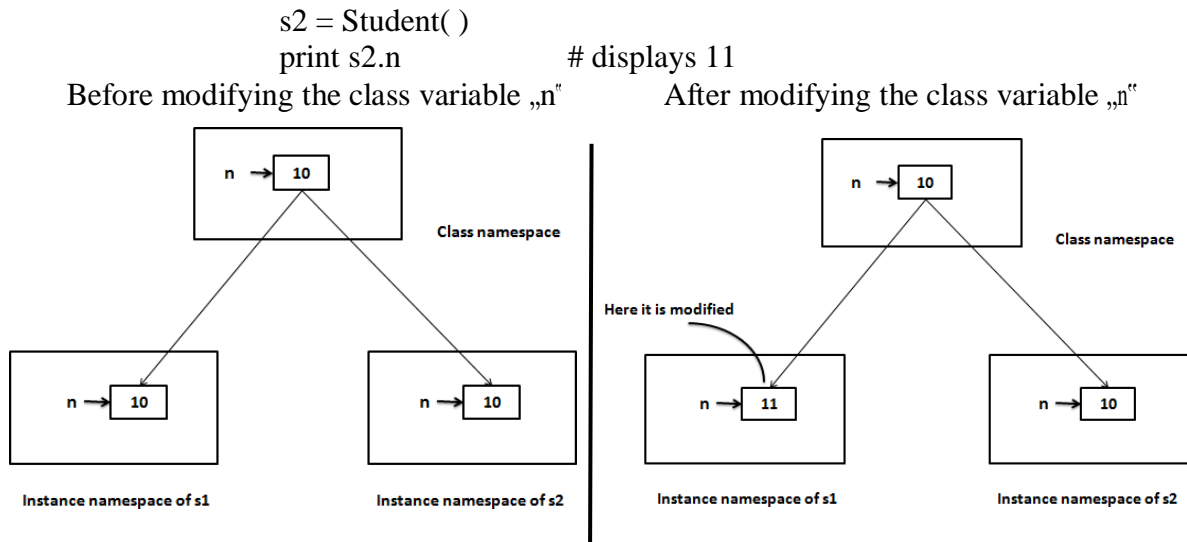 s2 = Student( )
print s2.n # displays 11
Before modifying the class variable „n‟
After modifying the class variable „n‟
n
10
Class namespace
n
10
Instance namespace of s1
n
10
Instance namespace of s2
n
10
Class namespace
Here it is modified
n
11
Instance namespace of s1
n
10
Instance namespace of s2